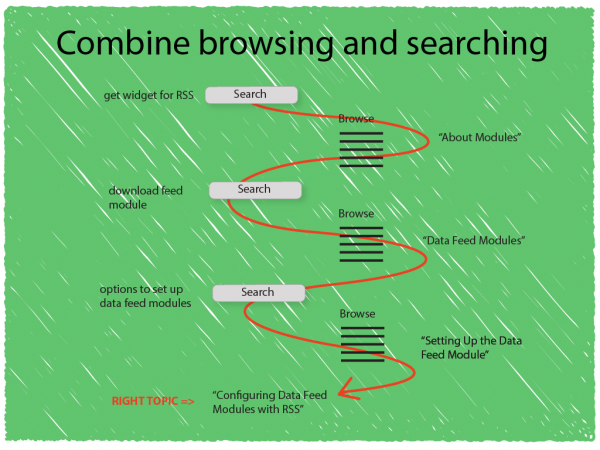 Combine browsing and searching
get widget for RSS
Search
Browse
“About Modules”
download feed
module
Search
Browse
“Data Feed Modules”
options to set up
data feed modules
Search
Browse
“Setting Up the Data
Feed Module”
RIGHT TOPIC =>
“Configuring Data Feed
Modules with RSS”